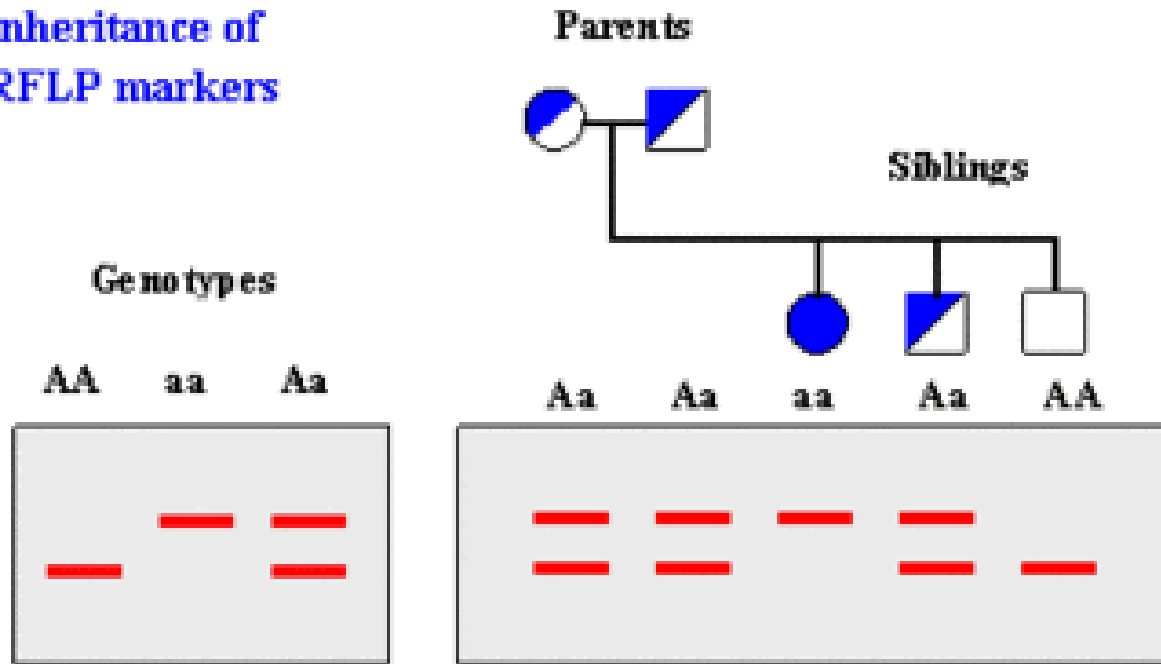 nheritance of
RFLP markers
Parents
Siblings
Genotypes
AA aa Aa
Aa Aa aa Aa AA